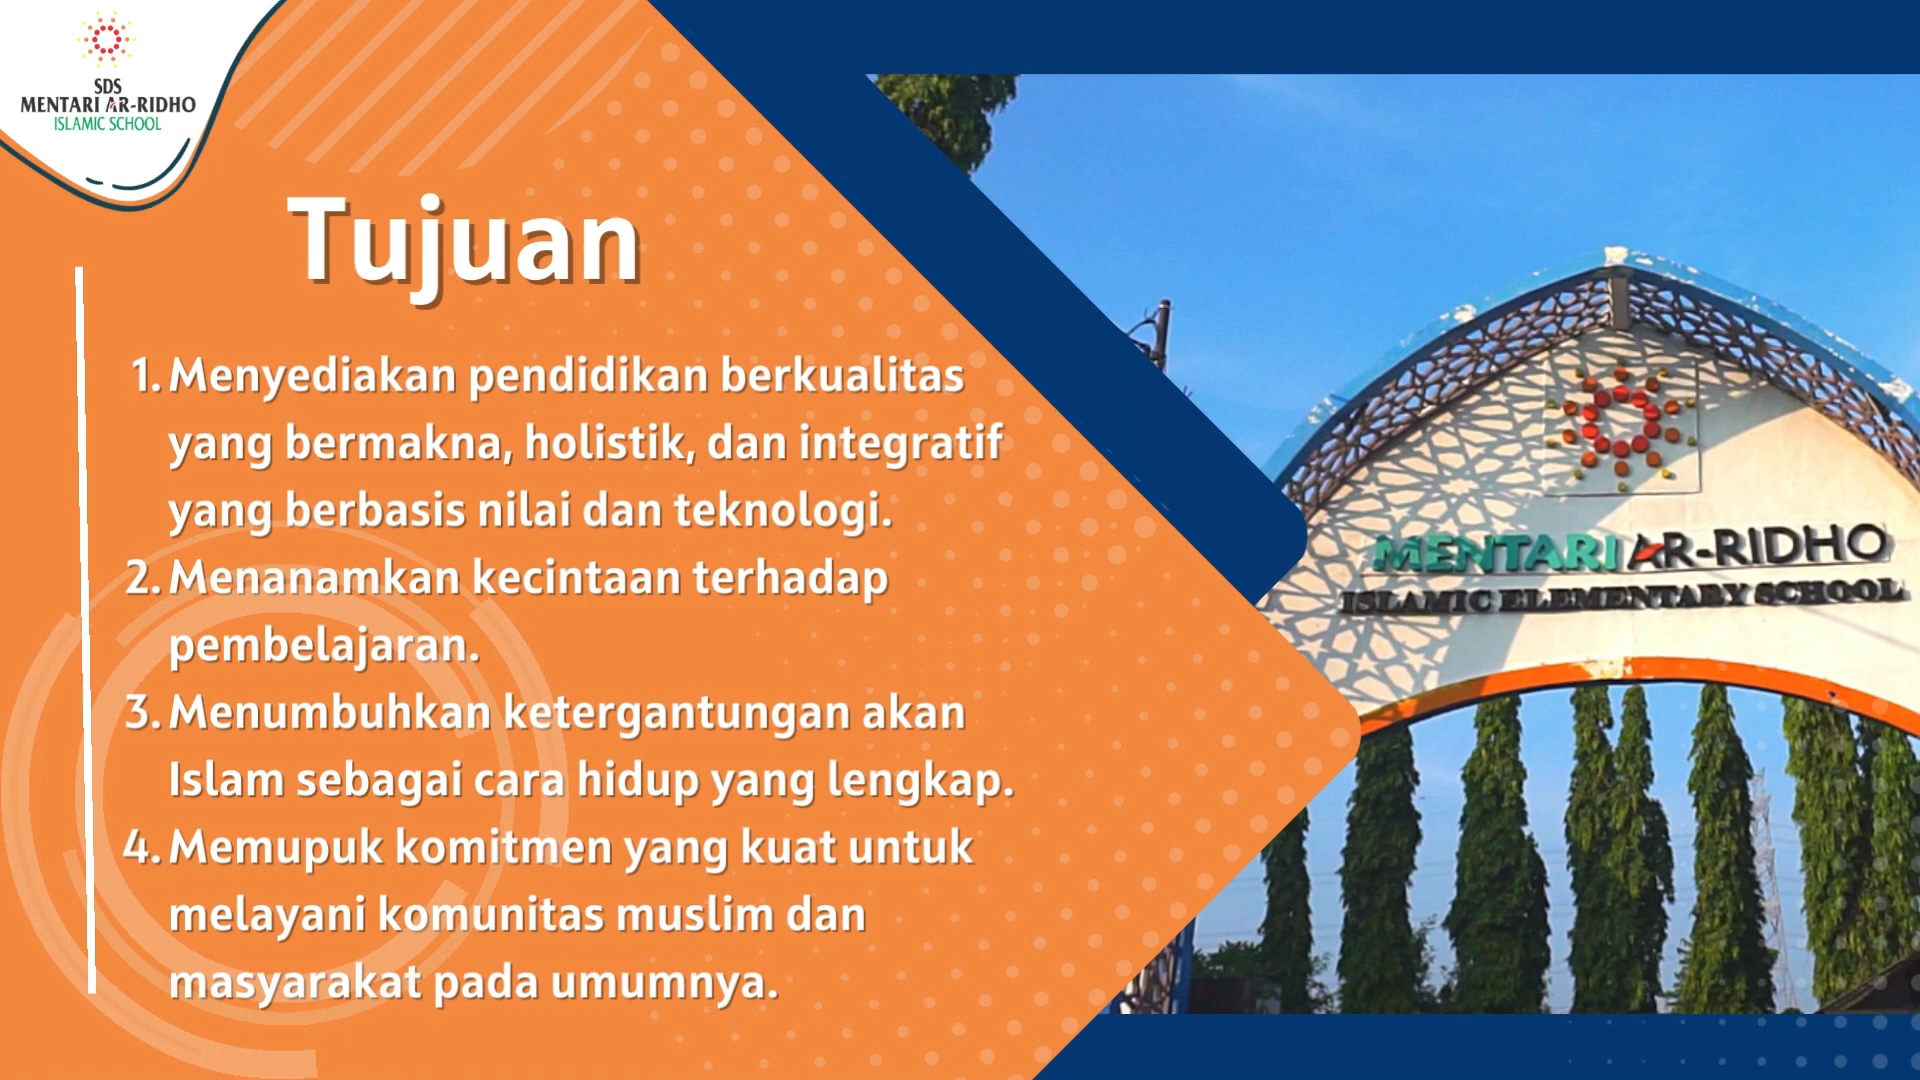 SDS
MENTARI AR-RIDHO
ISLAMIC SCHOOL
Tujuan
1. Menyediakan pendidikan berkualitas
yang bermakna, holistik, dan integratif
yang berbasis nilai dan teknologi.
2. Menanamkan kecintaan terhadap
pembelajaran.
3. Menumbuhkan ketergantungan akan
Islam sebagai cara hidup yang lengkap.
4. Memupuk komitmen yang kuat untuk
melayani komunitas muslim dan
masyarakat pada umumnya.
MENTARI AR-RIDHO
ISLAMIC ELEMENTARY SCHOOL